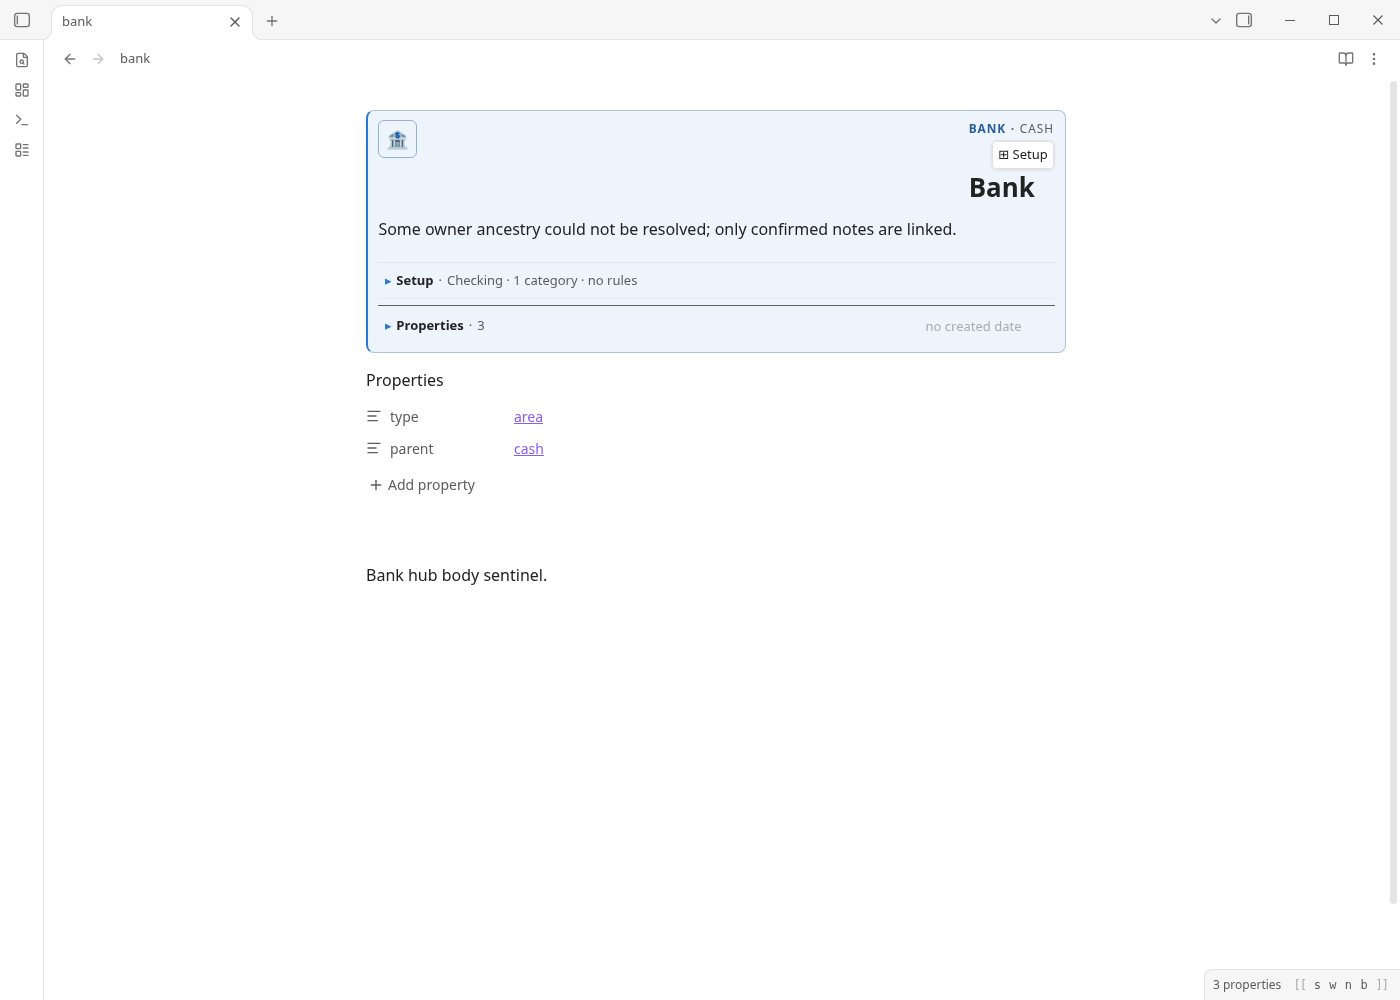 bank
bank
BANK · CASH
⊞ Setup
Bank
Some owner ancestry could not be resolved; only confirmed notes are linked.
▸ Setup · Checking · 1 category · no rules
▸ Properties · 3 no created date
Properties
type area
parent cash
Add property
Bank hub body sentinel.
3 properties [[ s w n b ]]